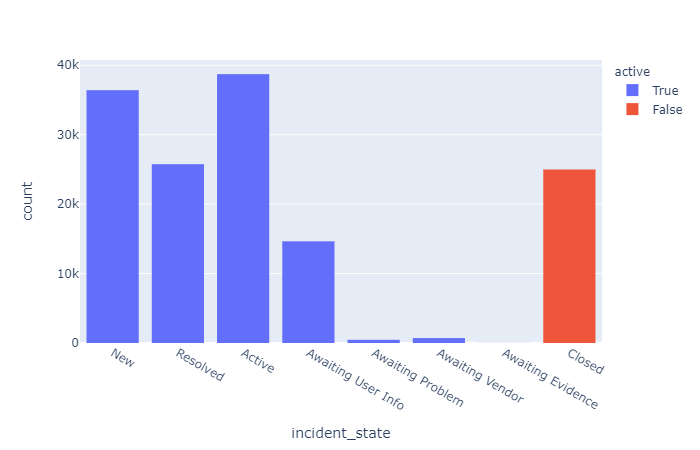 active
True
False
40k
30k
20k
10k
0
count
New
Resolved
Active
Awaiting User Info
Awaiting Problem
Awaiting Vendor
Awaiting Evidence
Closed
incident_state